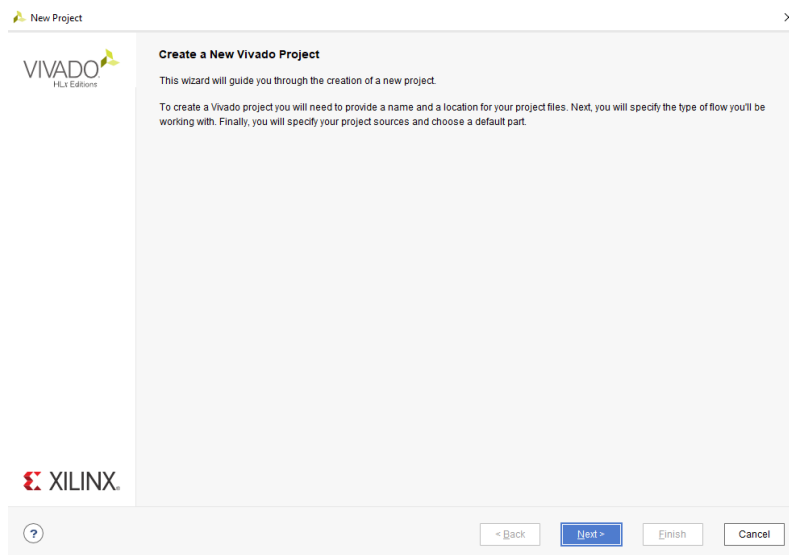 New Project
VIVADO
HLx Editions
Create a New Vivado Project
This wizard will guide you through the creation of a new project.
To create a Vivado project you will need to provide a name and a location for your project files. Next, you will specify the type of flow you'll be
working with. Finally, you will specify your project sources and choose a default part.
XILINX
?
< Back
Next >
Finish
Cancel